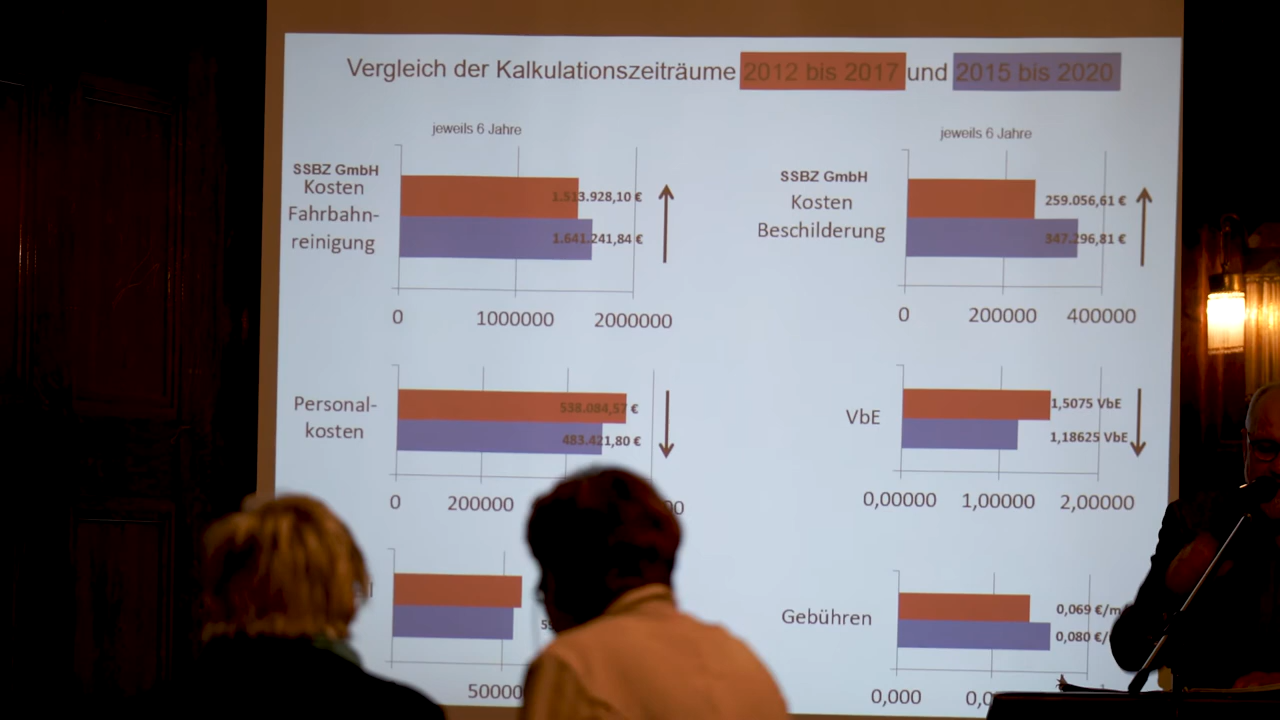 Vergleich der Kalkulationszeiträume 2012 bis 2017 und 2015 bis 2020
jeweils 6 Jahre
SSBZ GmbH
Kosten
Fahrbahn-
reinigung
1.513.928,10 €
1.641.241,84 €
0 1000000 2000000
jeweils 6 Jahre
SSBZ GmbH
Kosten
Beschilderung
259.056,61 €
347.296,81 €
0 200000 400000
Personal-
kosten
538.084,57 €
483.421,80 €
0 200000
VbE
1,5075 VbE
1,18625 VbE
0,00000 1,00000 2,00000
50000
Gebühren
0,069 €/m
0,080 €/
0,000